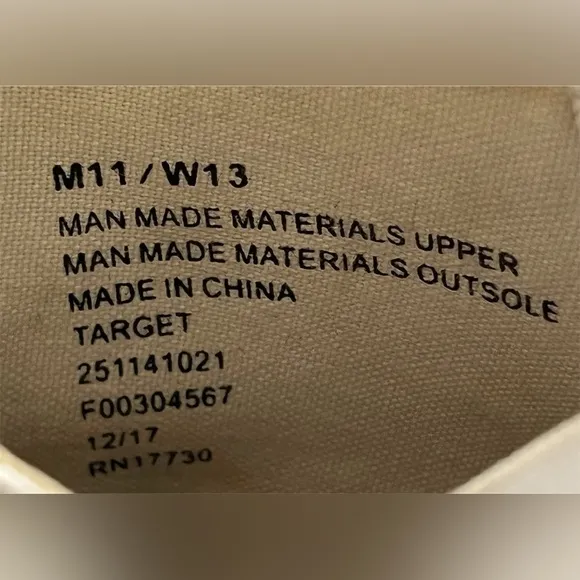 M11/W13
MAN MADE MATERIALS UPPER
MAN MADE MATERIALS OUTSOLE
MADE IN CHINA
TARGET
251141021
F00304567
12/17
RN17730